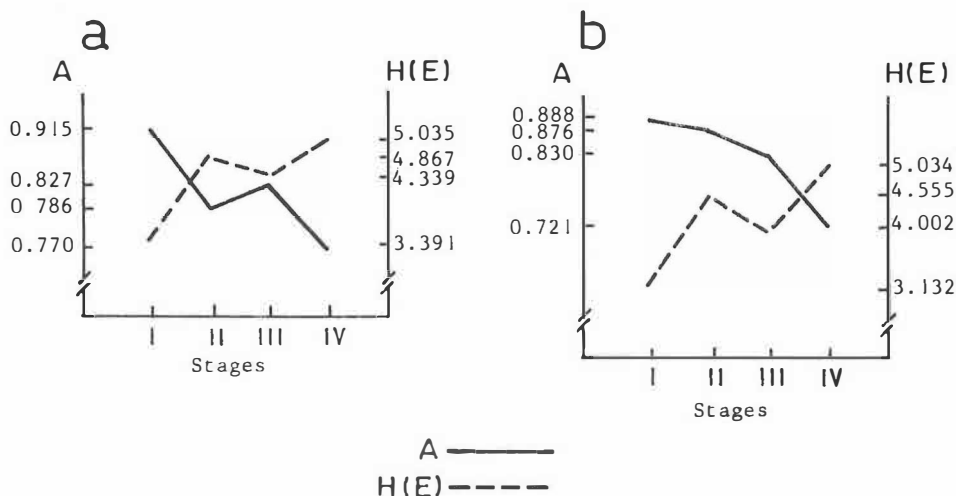 a
A
H(E)
0.915
0.827
0.786
0.770
5.035
4.867
4.339
3.391
I II III IV
Stages
b
A
H(E)
0.888
0.876
0.830
0.721
5.034
4.555
4.002
3.132
I II III IV
Stages
A
H(E)